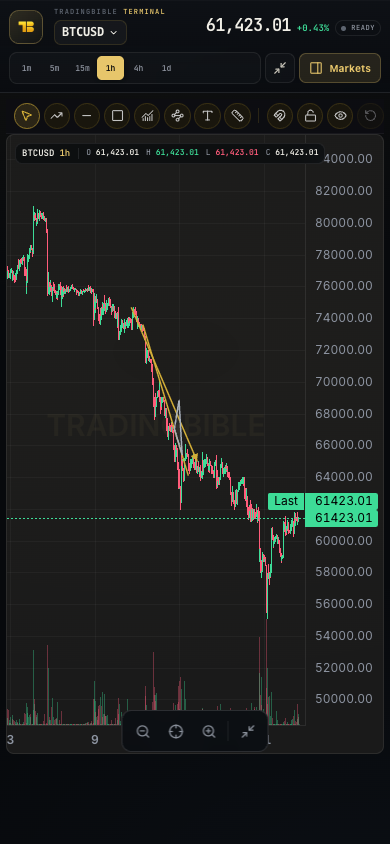 TRADINGBIBLE TERMINAL
BTCUSD
61,423.01 +0.43% READY
1m 5m 15m 1h 4h 1d
Markets
BTCUSD 1h O 61,423.01 H 61,423.01 L 61,423.01 C 61,423.01
4000.00
82000.00
80000.00
78000.00
76000.00
74000.00
72000.00
70000.00
68000.00
TRADINGBIBLE
66000.00
64000.00
Last 61423.01
61423.01
60000.00
58000.00
56000.00
54000.00
52000.00
50000.00
3 9